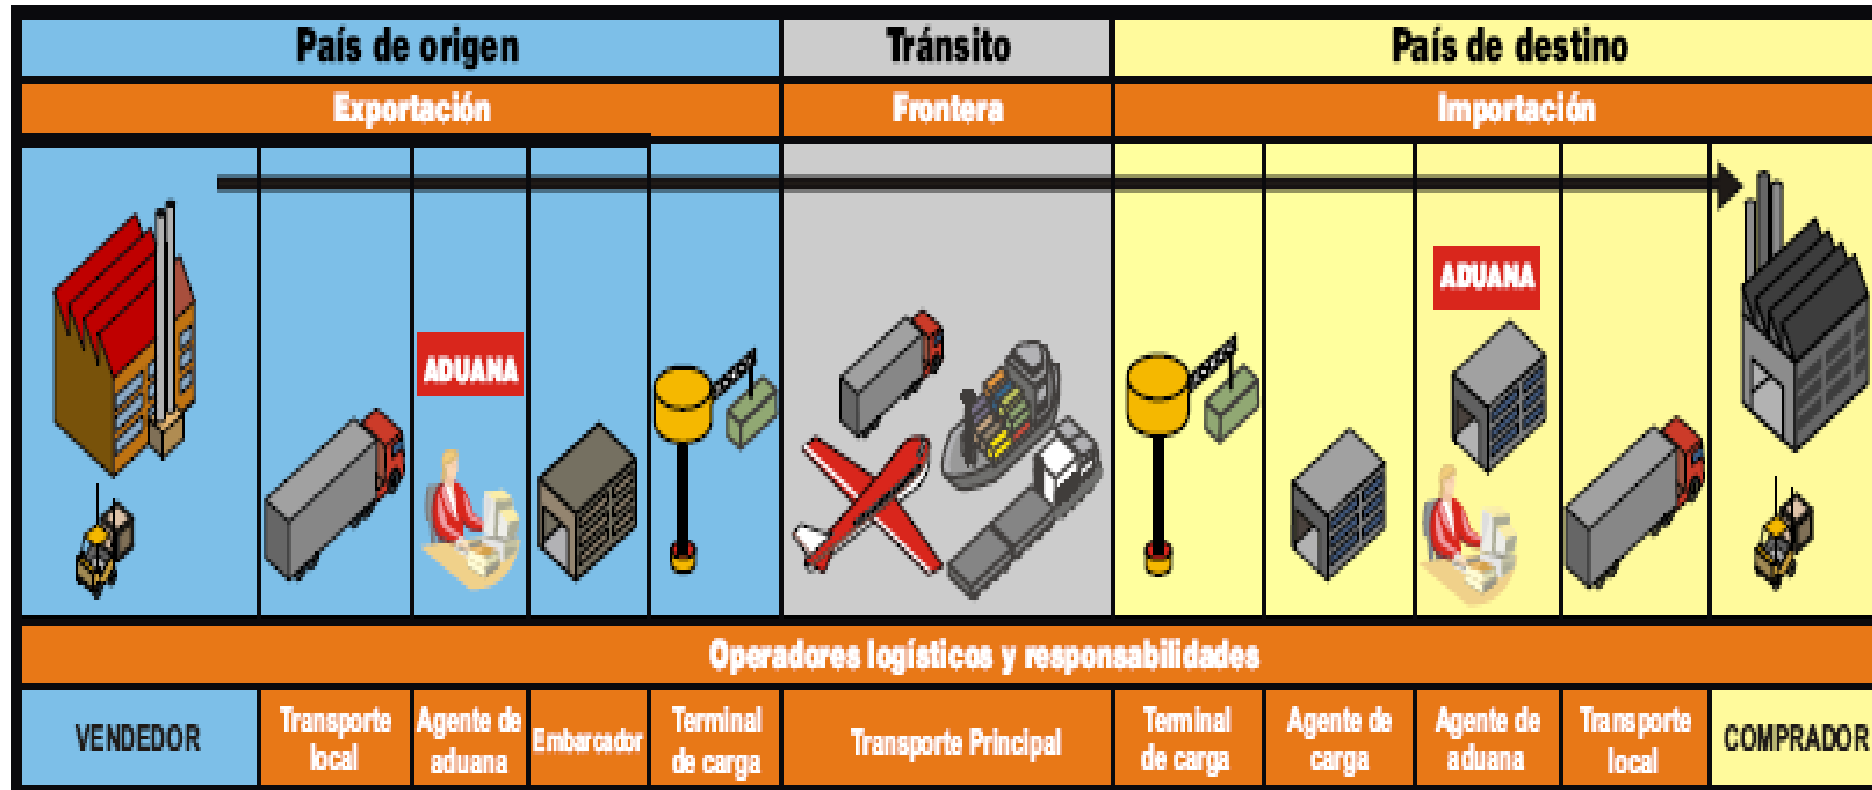 País de origen
Tránsito
País de destino
Exportación
Frontera
Importación
ADUANA
ADUANA
Operadores logísticos y responsabilidades
VENDEDOR
Transporte
local
Agente de
aduana
Embarcador
Terminal
de carga
Transporte Principal
Terminal
de carga
Agente de
carga
Agente de
aduana
Transporte
local
COMPRADOR